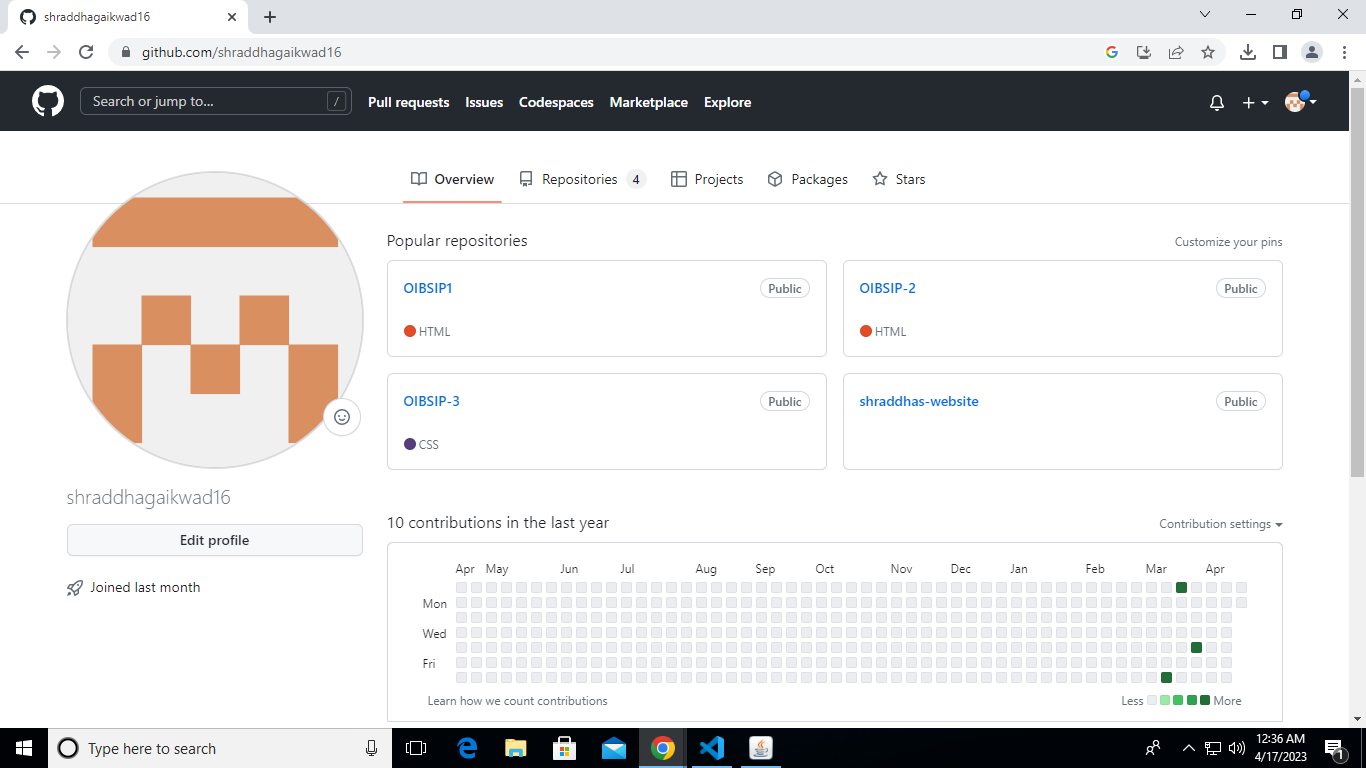 shraddhagaikwad16
github.com/shraddhagaikwad16
Search or jump to... /
Pull requests Issues Codespaces Marketplace Explore
Overview Repositories 4 Projects Packages Stars
Popular repositories Customize your pins
OIBSIP1 Public
HTML
OIBSIP-2 Public
HTML
OIBSIP-3 Public
CSS
shraddhas-website Public
shraddhagaikwad16
Edit profile
Joined last month
10 contributions in the last year Contribution settings
Apr May Jun Jul Aug Sep Oct Nov Dec Jan Feb Mar Apr
Mon
Wed
Fri
Learn how we count contributions Less More
Type here to search
12:36 AM
4/17/2023
1